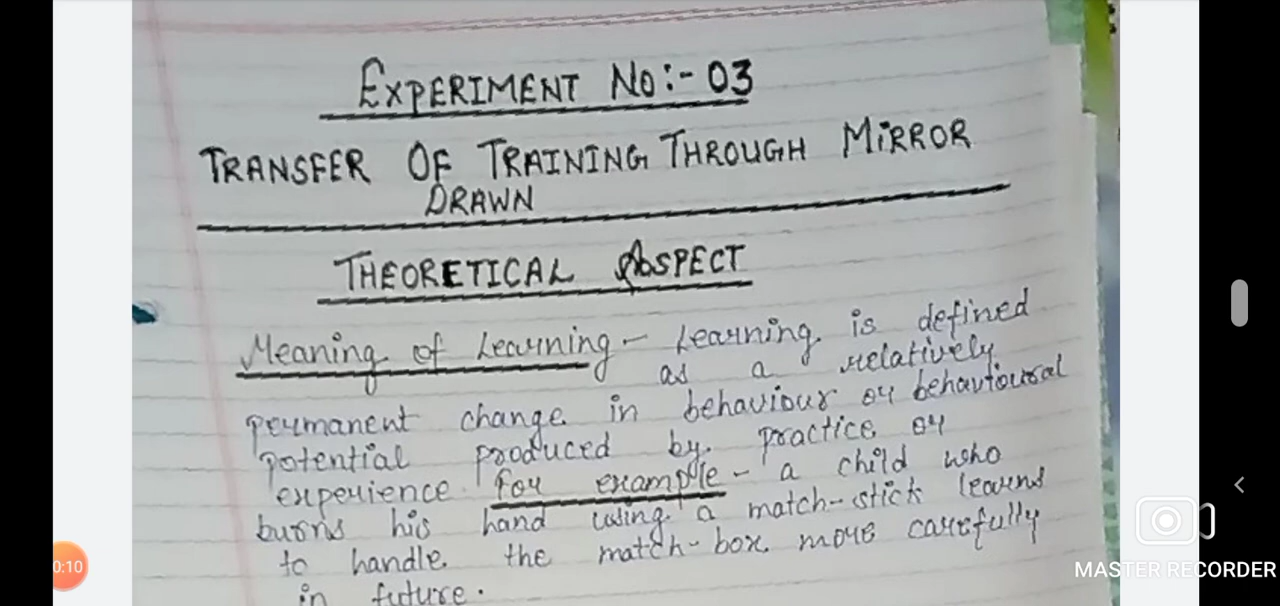 EXPERIMENT NO:- 03
TRANSFER OF TRAINING THROUGH MIRROR
DRAWN
THEORETICAL ASPECT
Meaning of Learning - Learning is defined
as a relatively
permanent change in behaviour or behavioural
potential produced by practice or
experience. for example - a child who
burns his hand using a match-stick learns
to handle the match-box more carefully
in future.
0:10
MASTER RECORDER